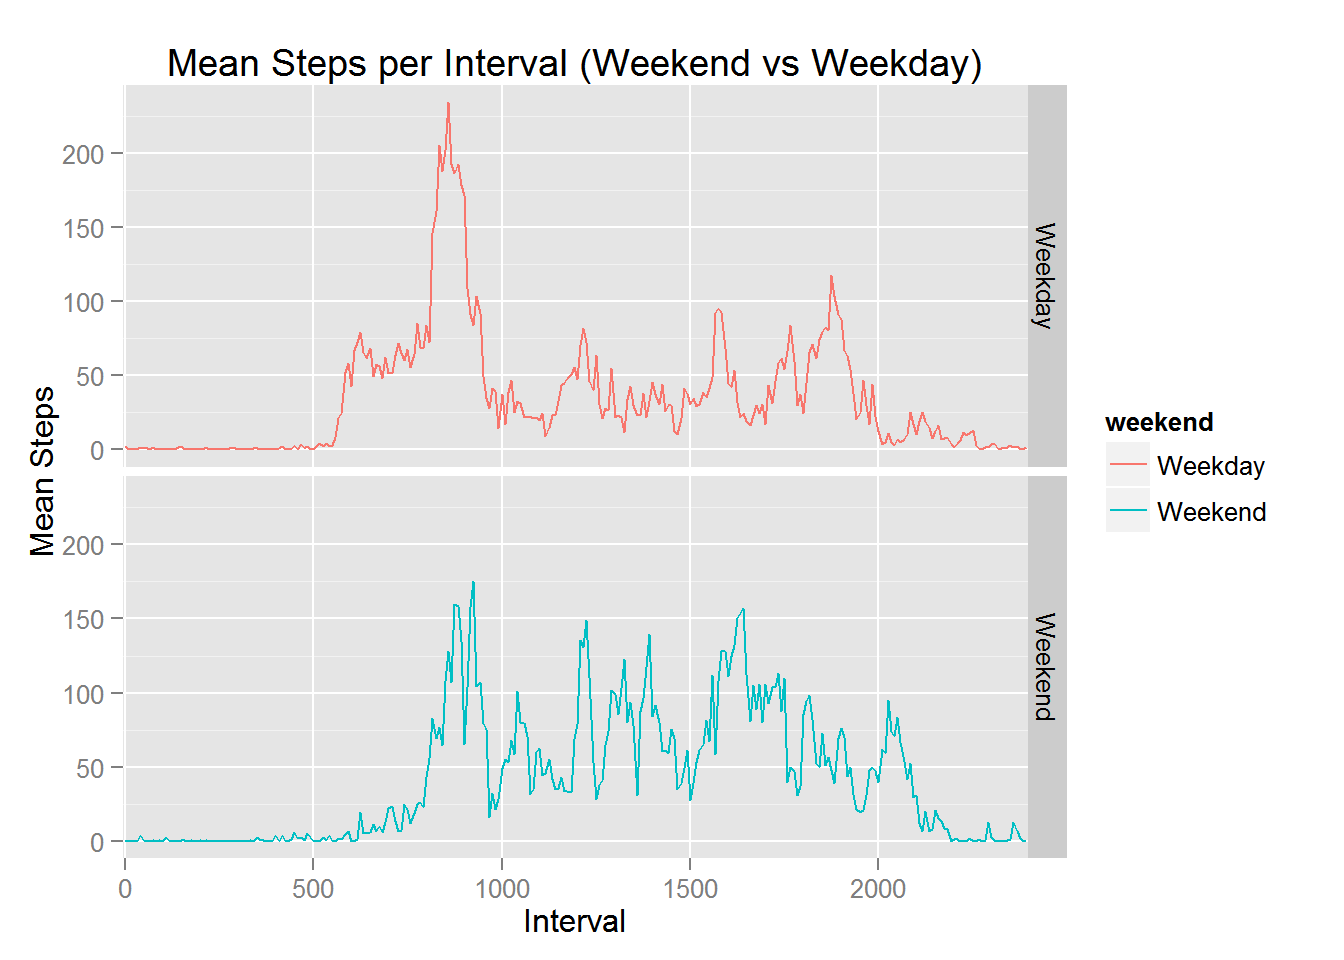 Mean Steps per Interval (Weekend vs Weekday)
Mean Steps
200
150
100
50
0
Weekday
200
150
100
50
0
Weekend
0 500 1000 1500 2000
Interval
weekend
Weekday
Weekend